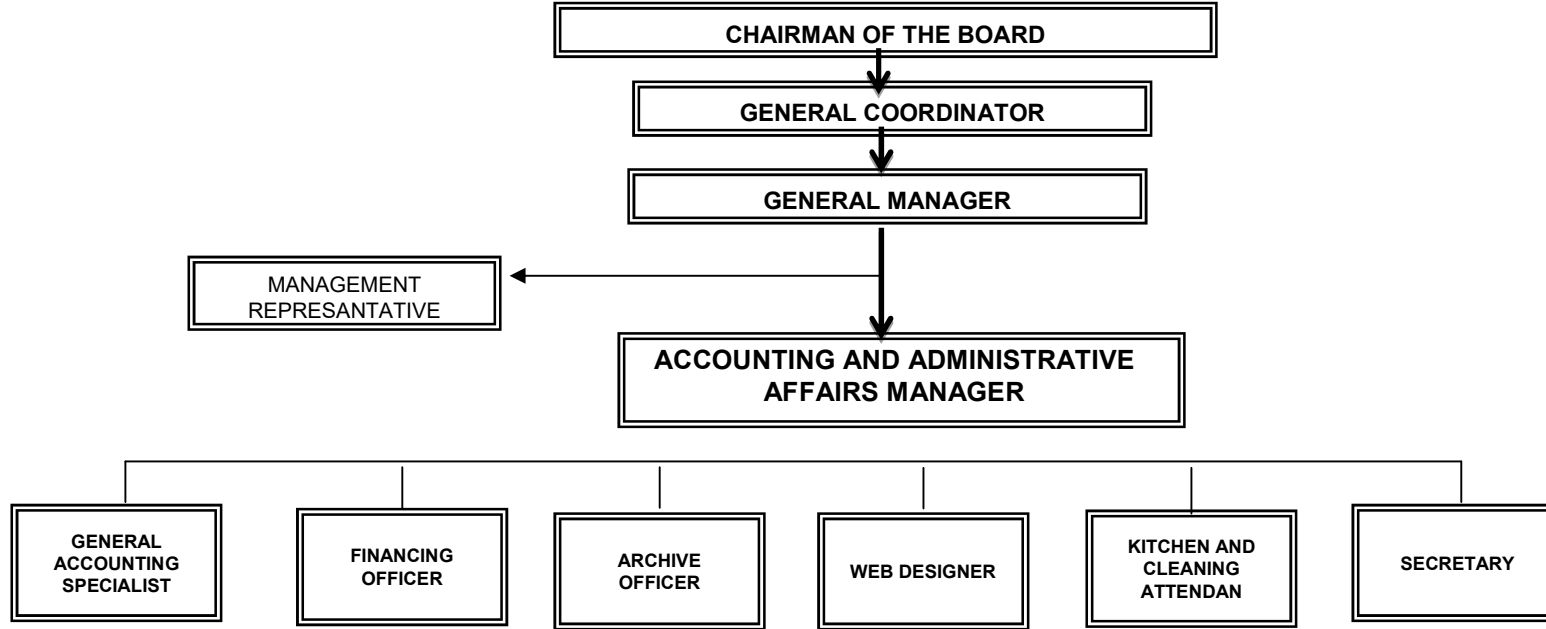 CHAIRMAN OF THE BOARD
GENERAL COORDINATOR
GENERAL MANAGER
MANAGEMENT
REPRESANTATIVE
ACCOUNTING AND ADMINISTRATIVE
AFFAIRS MANAGER
GENERAL
ACCOUNTING
SPECIALIST
FINANCING
OFFICER
ARCHIVE
OFFICER
WEB DESIGNER
KITCHEN AND
CLEANING
ATTENDAN
SECRETARY